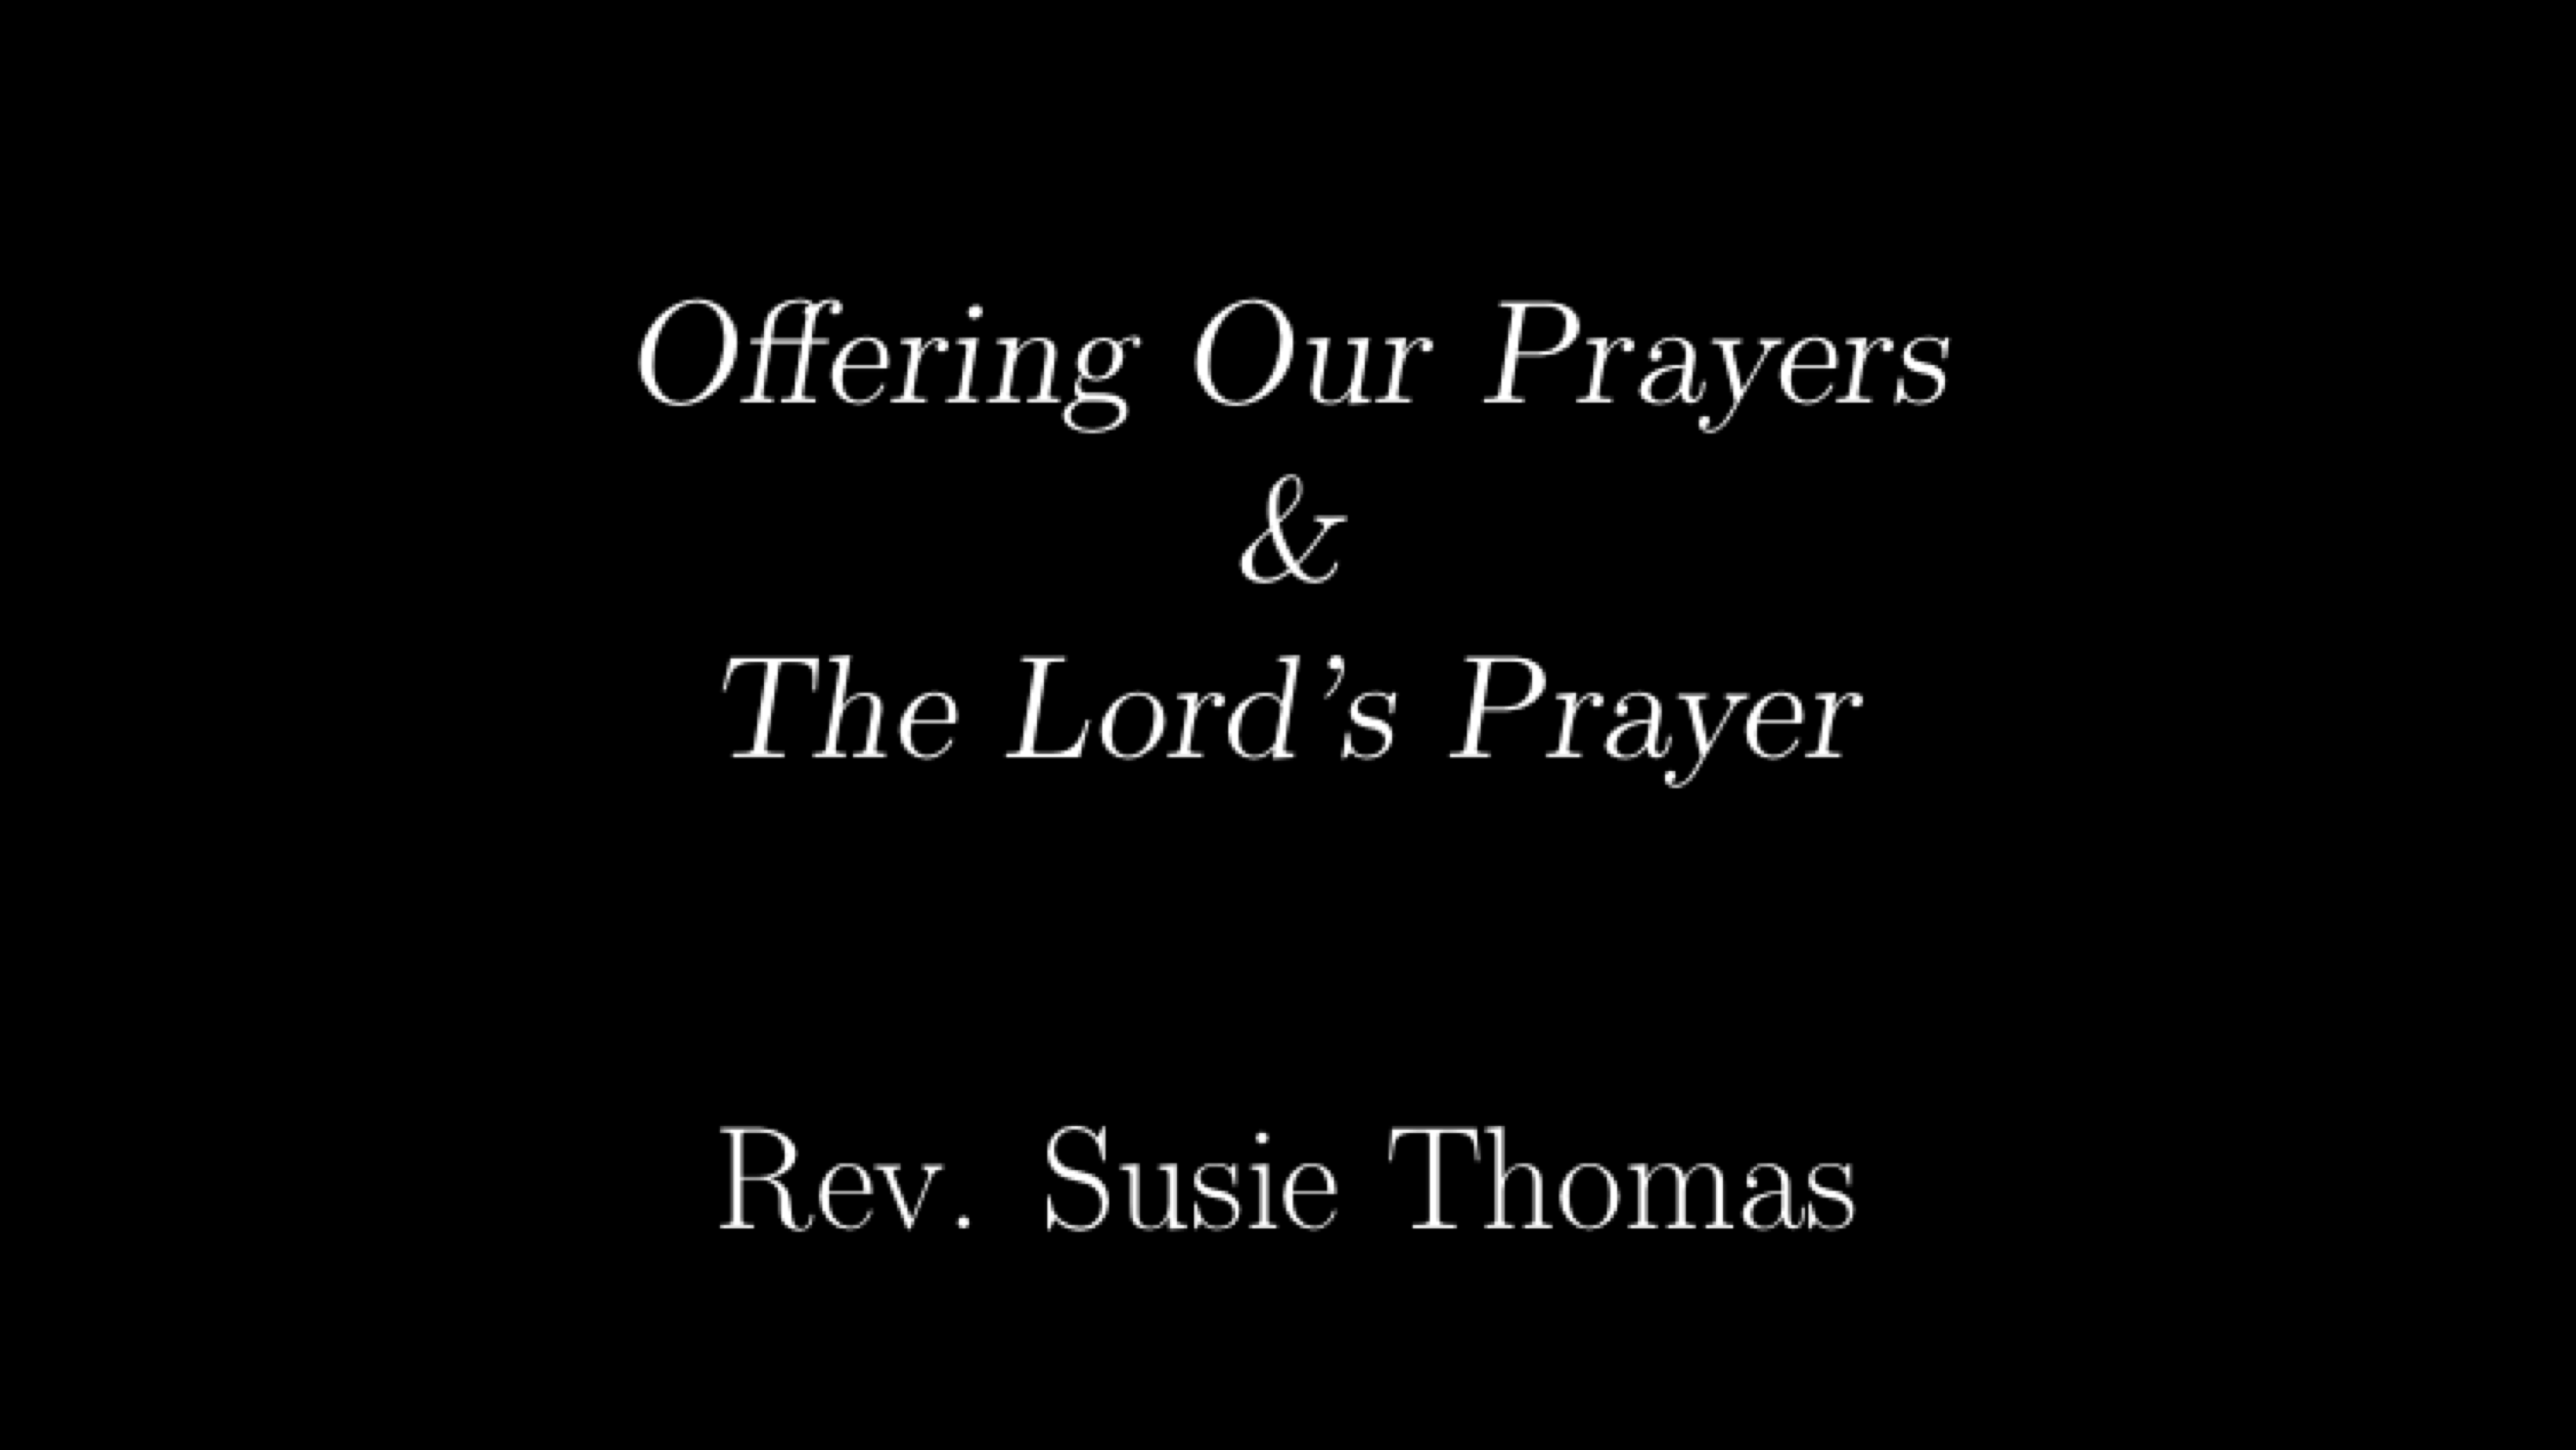 Offering Our Prayers
&
The Lord's Prayer
Rev. Susie Thomas